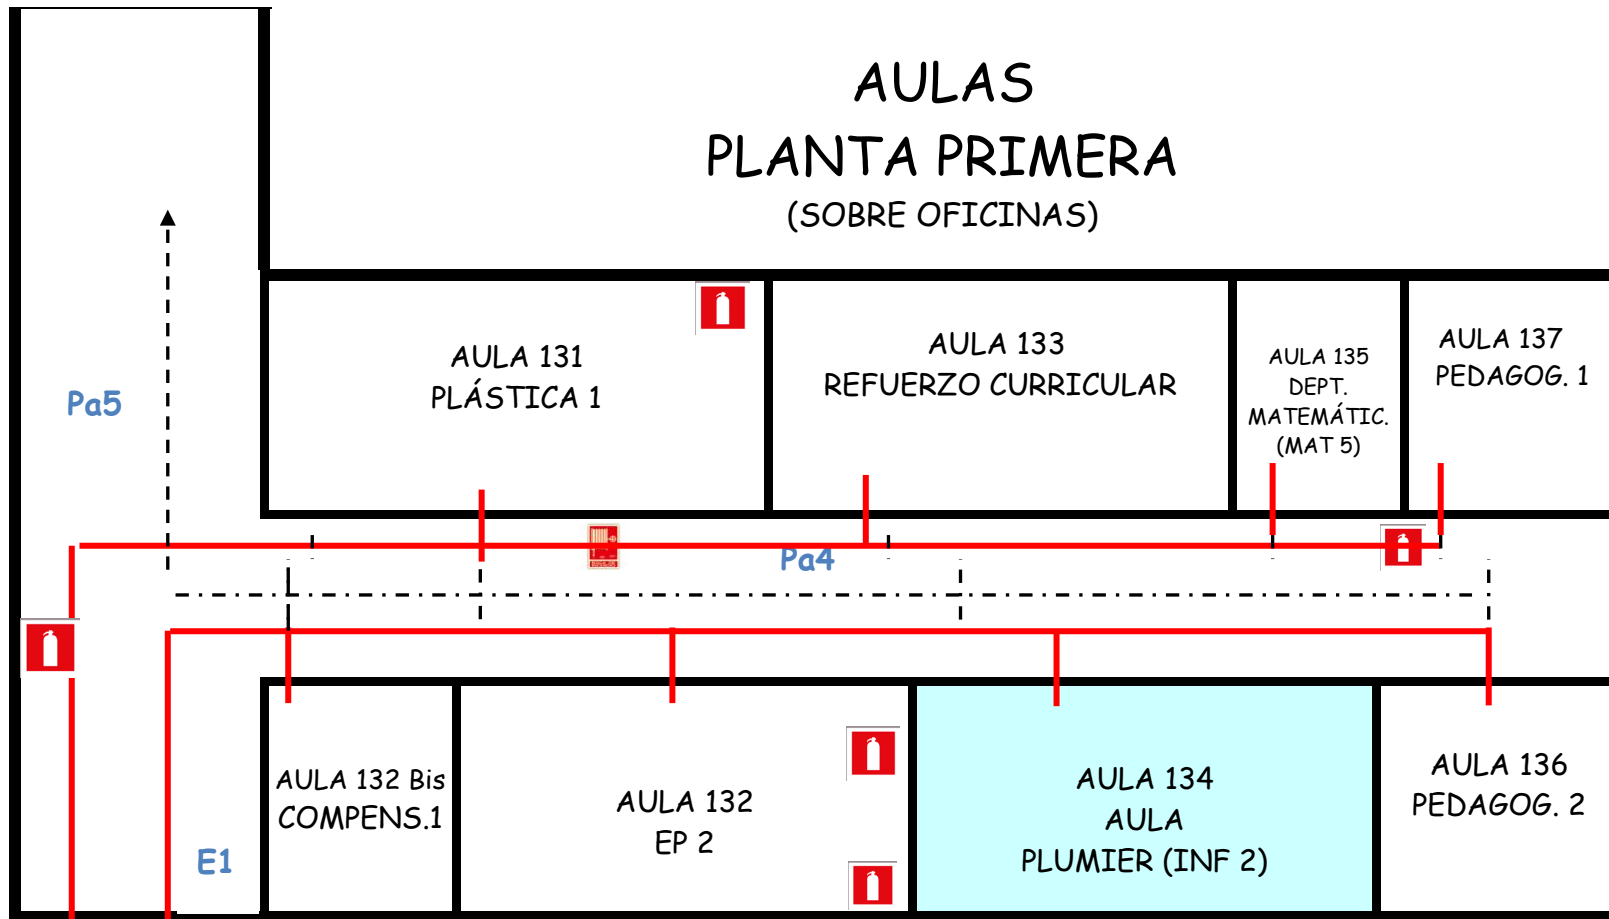 AULAS
PLANTA PRIMERA
(SOBRE OFICINAS)
Pa5
AULA 131
PLÁSTICA 1
AULA 133
REFUERZO CURRICULAR
AULA 135
DEPT.
MATEMÁTIC.
(MAT 5)
AULA 137
PEDAGOG. 1
Pa4
AULA 132 Bis
COMPENS.1
AULA 132
EP 2
AULA 134
AULA
PLUMIER (INF 2)
AULA 136
PEDAGOG. 2
E1